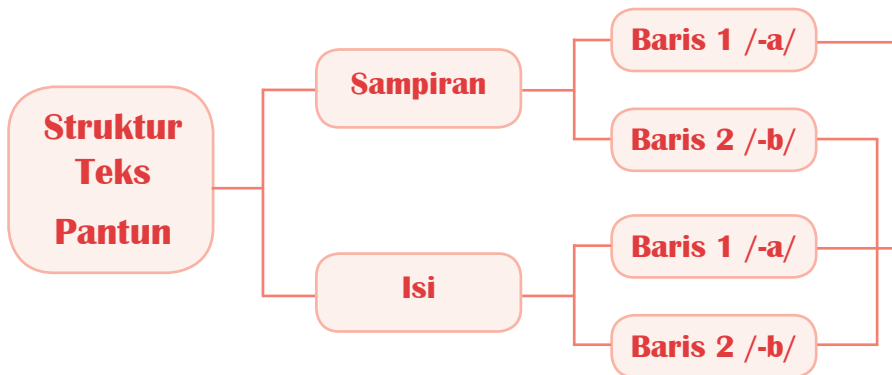 Struktur
Teks
Pantun
Sampiran
Baris 1 /-a/
Baris 2 /-b/
Isi
Baris 1 /-a/
Baris 2 /-b/